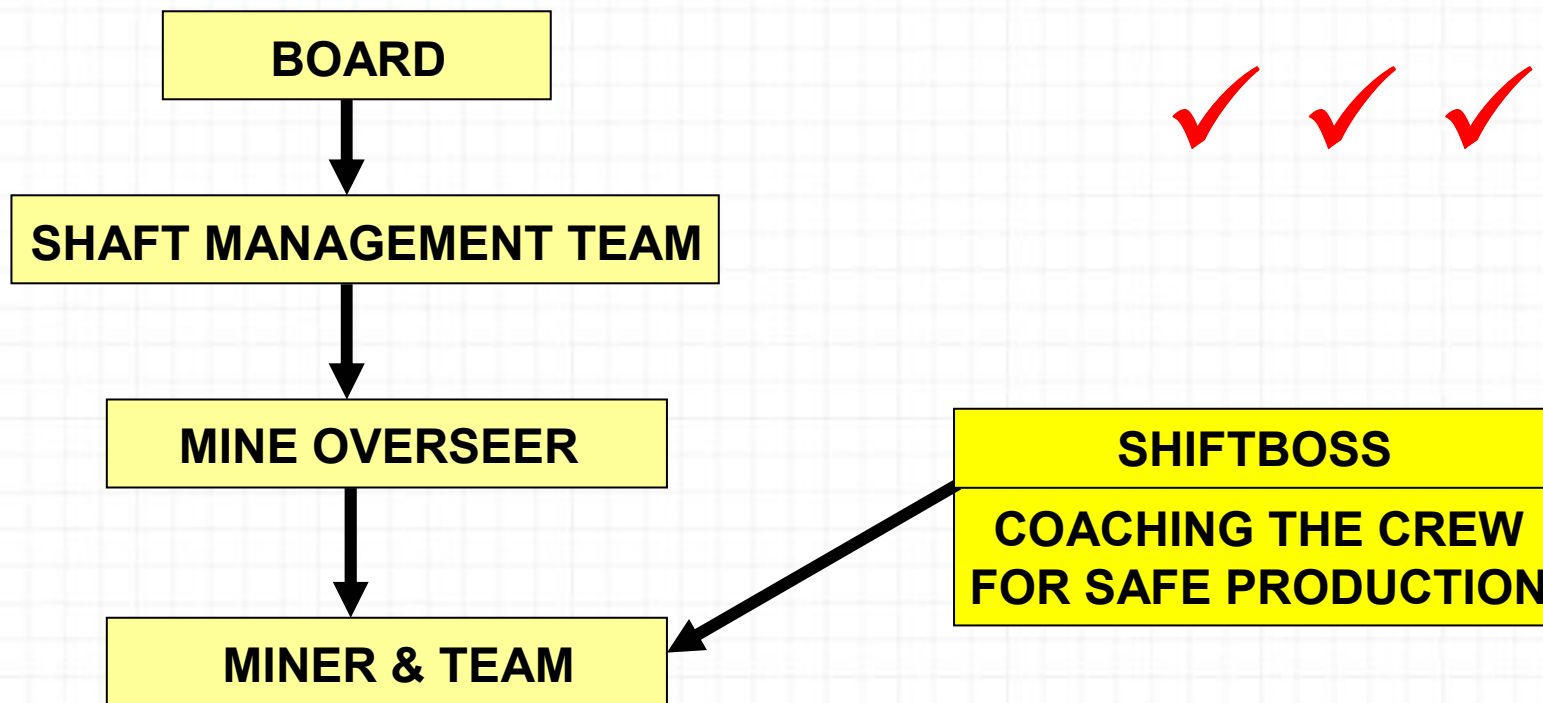 BOARD
SHAFT MANAGEMENT TEAM
MINE OVERSEER
SHIFTBOSS
COACHING THE CREW
FOR SAFE PRODUCTION
MINER & TEAM